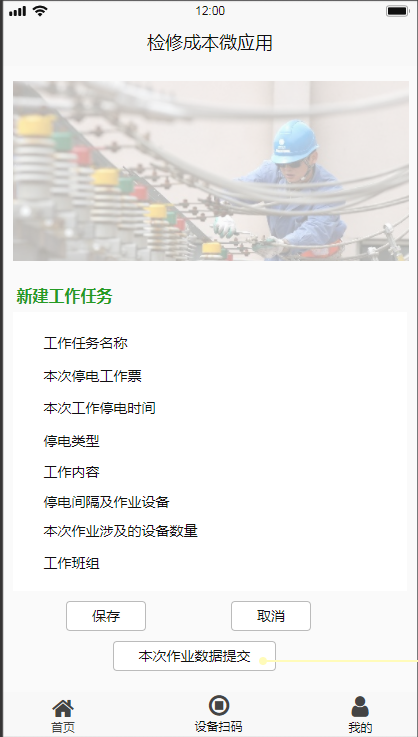 12:00
检修成本微应用
新建工作任务
工作任务名称
本次停电工作票
本次工作停电时间
停电类型
工作内容
停电间隔及作业设备
本次作业涉及的设备数量
工作班组
保存
取消
本次作业数据提交
首页
设备扫码
我的